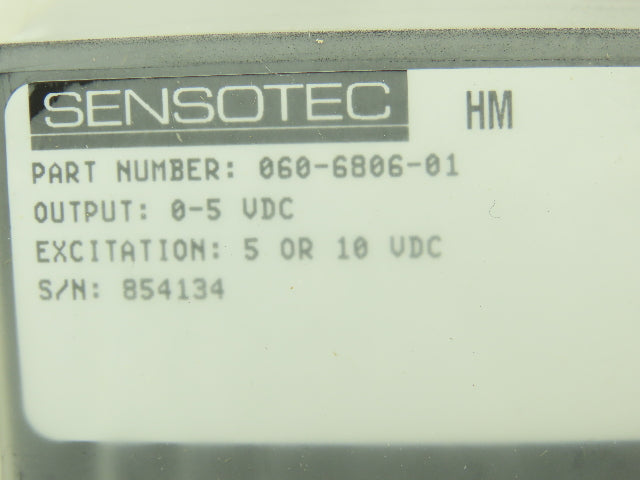 SENSOTEC HM
PART NUMBER: 060-6806-01
OUTPUT: 0-5 VDC
EXCITATION: 5 OR 10 VDC
S/N: 854134